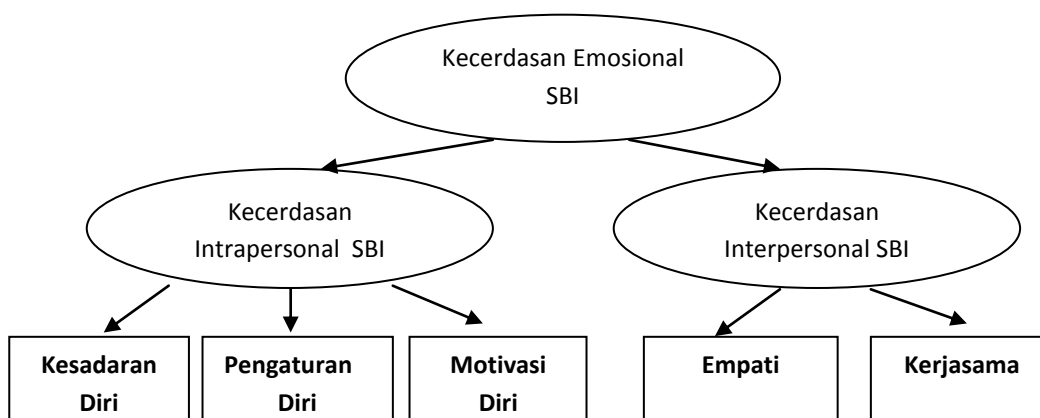 Kecerdasan Emosional
SBI
Kecerdasan
Intrapersonal SBI
Kecerdasan
Interpersonal SBI
Kesadaran
Diri
Pengaturan
Diri
Motivasi
Diri
Empati
Kerjasama